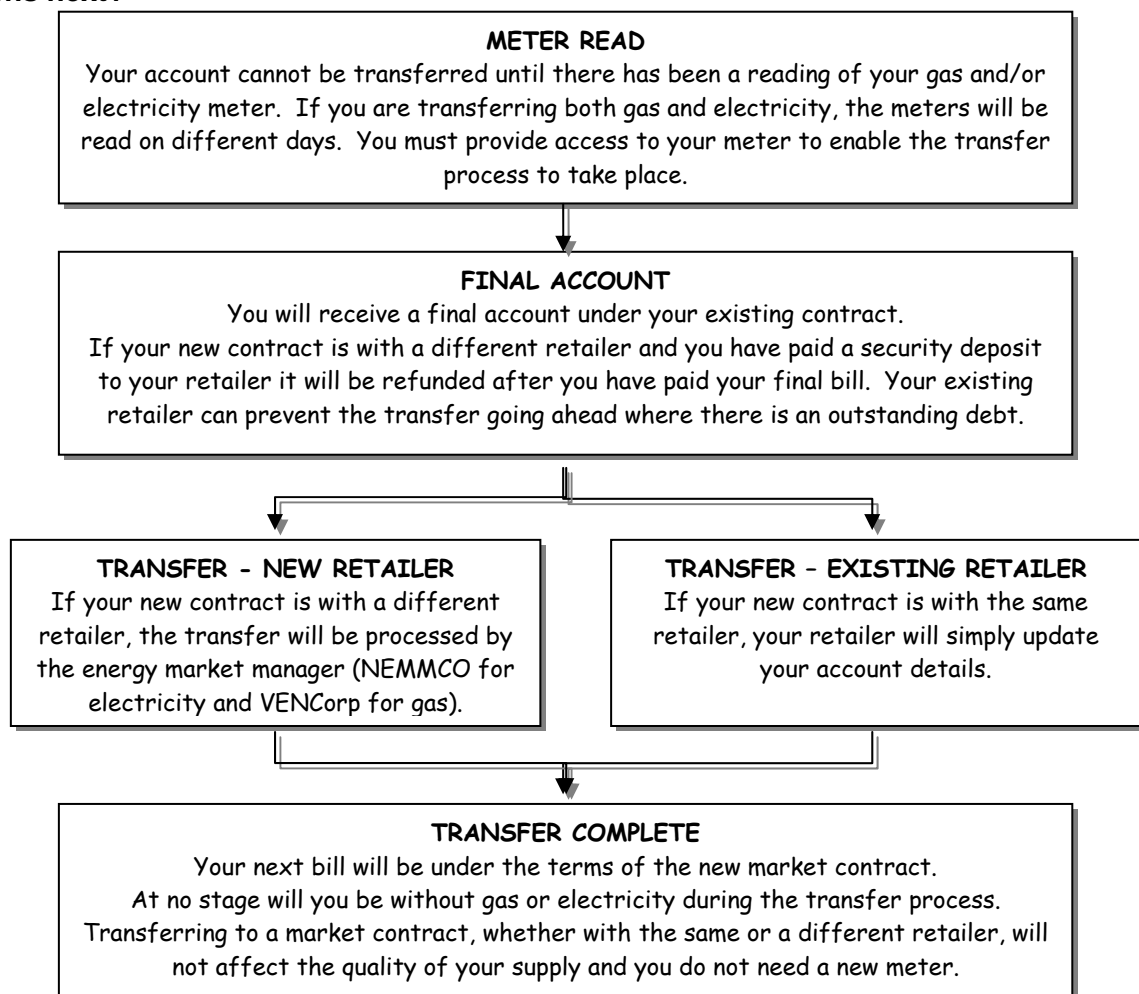 METER READ
Your account cannot be transferred until there has been a reading of your gas and/or
electricity meter. If you are transferring both gas and electricity, the meters will be
read on different days. You must provide access to your meter to enable the transfer
process to take place.
FINAL ACCOUNT
You will receive a final account under your existing contract.
If your new contract is with a different retailer and you have paid a security deposit
to your retailer it will be refunded after you have paid your final bill. Your existing
retailer can prevent the transfer going ahead where there is an outstanding debt.
TRANSFER - NEW RETAILER
If your new contract is with a different
retailer, the transfer will be processed by
the energy market manager (NEMMCO for
electricity and VENCorp for gas).
TRANSFER – EXISTING RETAILER
If your new contract is with the same
retailer, your retailer will simply update
your account details.
TRANSFER COMPLETE
Your next bill will be under the terms of the new market contract.
At no stage will you be without gas or electricity during the transfer process.
Transferring to a market contract, whether with the same or a different retailer, will
not affect the quality of your supply and you do not need a new meter.